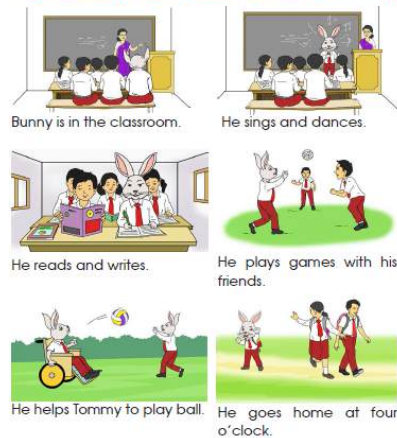 Bunny is in the classroom.
He sings and dances.
He reads and writes.
He plays games with his
friends.
He helps Tommy to play ball.
He goes home at four
o'clock.